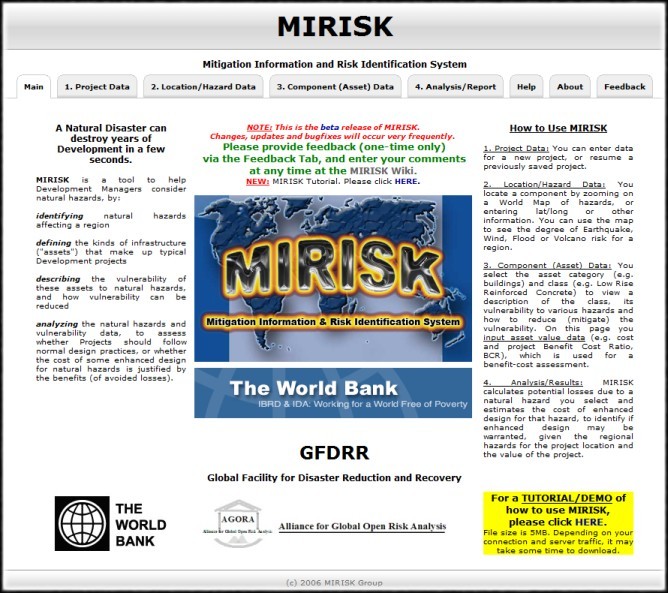 MIRISK
Mitigation Information and Risk Identification System
Main
1. Project Data
2. Location/Hazard Data
3. Component (Asset) Data
4. Analysis/Report
Help
About
Feedback
A Natural Disaster can
destroy years of
Development in a few
seconds.
MIRISK is a tool to help
Development Managers consider
natural hazards, by:
identifying natural hazards
affecting a region
defining the kinds of infrastructure
("assets") that make up typical
Development projects
describing the vulnerability of
these assets to natural hazards,
and how vulnerability can be
reduced
analyzing the natural hazards and
vulnerability data, to assess
whether Projects should follow
normal design practices, or whether
the cost of some enhanced design
for natural hazards is justified by
the benefits (of avoided losses).
NOTE: This is the beta release of MIRISK.
Changes, updates and bugfixes will occur very frequently.
Please provide feedback (one-time only)
via the Feedback Tab, and enter your comments
at any time at the MIRISK Wiki.
NEW: MIRISK Tutorial. Please click HERE.
MIRISK
Mitigation Information & Risk Identification System
The World Bank
IBRD & IDA: Working for a World Free of Poverty
GFDRR
Global Facility for Disaster Reduction and Recovery
How to Use MIRISK
1. Project Data: You can enter data
for a new project, or resume a
previously saved project.
2. Location/Hazard Data: You
locate a component by zooming on
a World Map of hazards, or
entering lat/long or other
information. You can use the map
to see the degree of Earthquake,
Wind, Flood or Volcano risk for a
region.
3. Component (Asset) Data: You
select the asset category (e.g.
buildings) and class (e.g. Low Rise
Reinforced Concrete) to view a
description of the class, its
vulnerability to various hazards and
how to reduce (mitigate) the
vulnerability. On this page you
input asset value data (e.g. cost
and project Benefit Cost Ratio,
BCR), which is used for a
benefit-cost assessment.
4. Analysis/Results: MIRISK
calculates potential losses due to a
natural hazard you select and
estimates the cost of enhanced
design for that hazard, to identify if
enhanced design may be
warranted, given the regional
hazards for the project location and
the value of the project.
THE
WORLD
BANK
AGORA
Alliance for Global Open Risk Analysis
Alliance for Global Open Risk Analysis
For a TUTORIAL/DEMO of
how to use MIRISK,
please click HERE.
File size is 5MB. Depending on your
connection and server traffic, it may
take some time to download.
(c) 2006 MIRISK Group